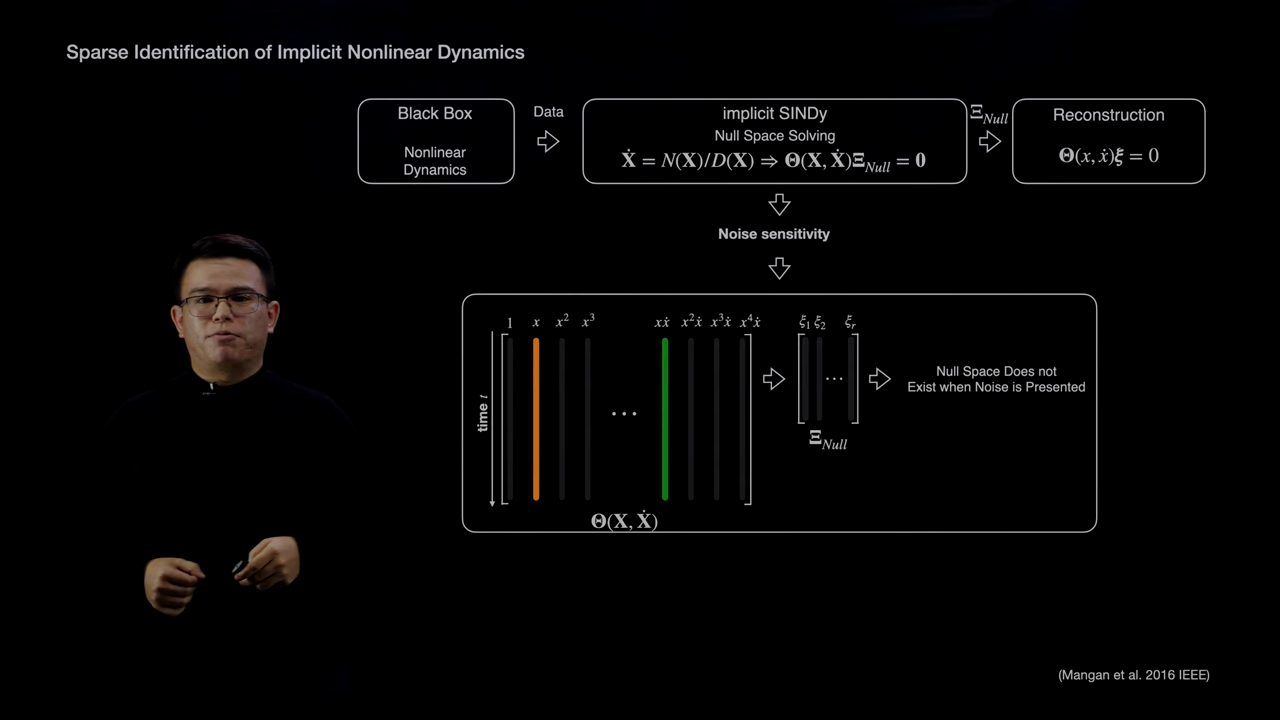 Sparse Identification of Implicit Nonlinear Dynamics
Black Box
Nonlinear
Dynamics
Data
implicit SINDy
Null Space Solving
Ẋ = N(X)/D(X) ⇒ Θ(X, Ẋ)Ξ_Null = 0
Ξ_Null
Reconstruction
Θ(x, ẋ)ξ = 0
Noise sensitivity
1 x x² x³ xẋ x²ẋ x³ẋ x⁴ẋ
time t
...
Θ(X, Ẋ)
ξ₁ ξ₂ ξᵣ
...
Ξ_Null
Null Space Does not
Exist when Noise is Presented
(Mangan et al. 2016 IEEE)